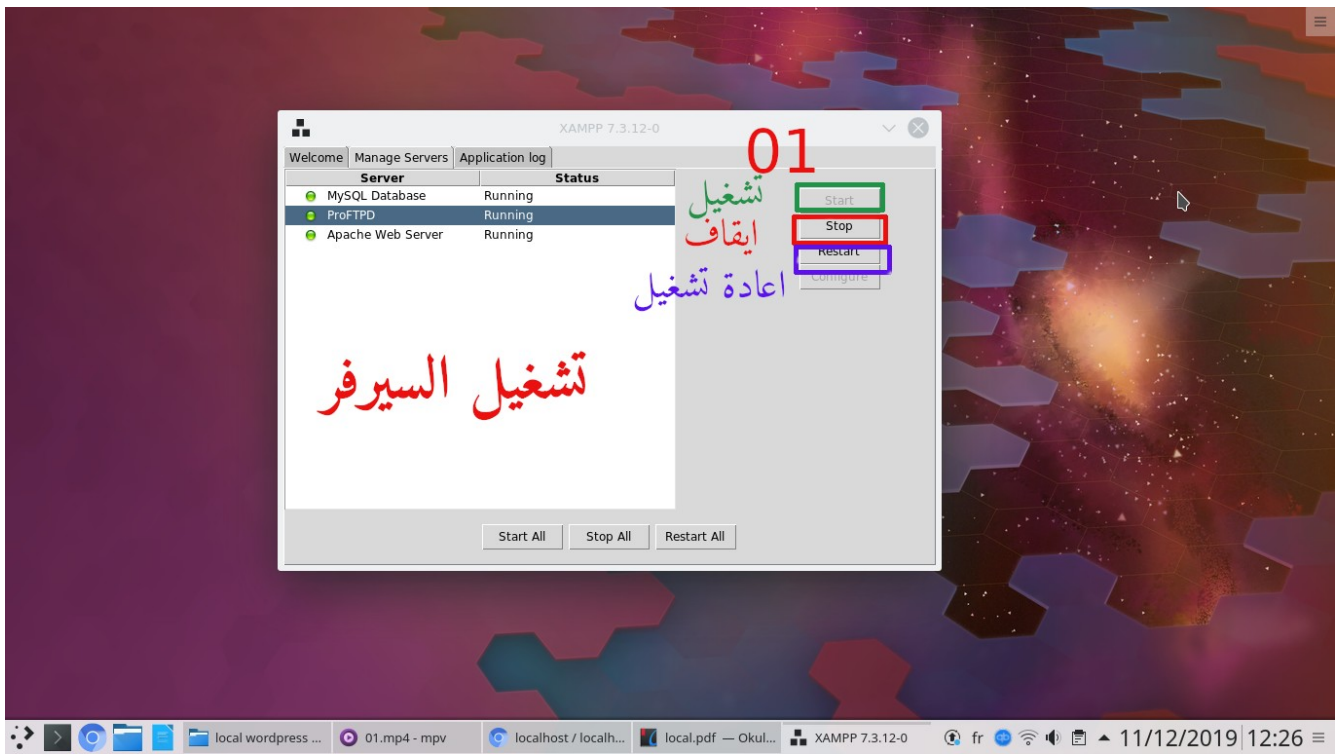 XAMPP 7.3.12-0
01
Welcome Manage Servers Application log
Server Status
MySQL Database Running
ProFTPD Running
Apache Web Server Running
تشغيل Start
ايقاف Stop
Restart
اعادة تشغيل Configure
تشغيل السيرفر
Start All Stop All Restart All
local wordpress ... 01.mp4 - mpv localhost / localh... local.pdf — Okul... XAMPP 7.3.12-0 fr 11/12/2019 12:26